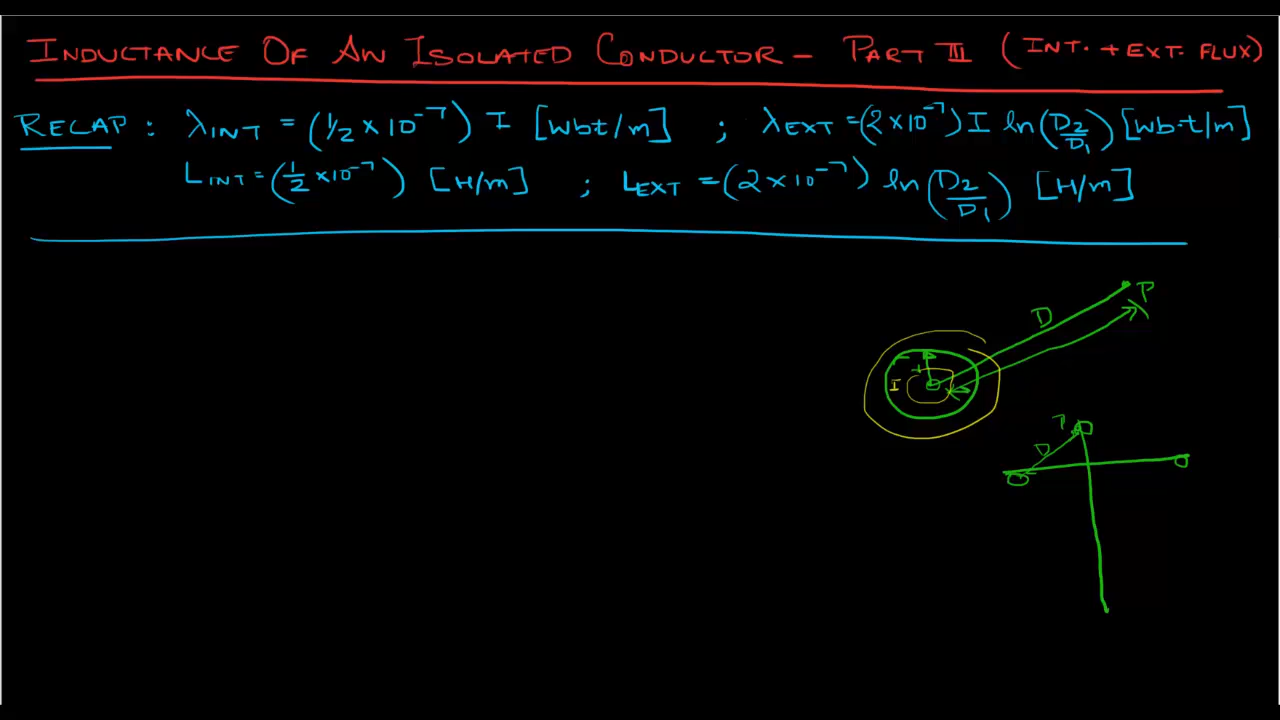 INDUCTANCE OF AN ISOLATED CONDUCTOR – PART III (INT. + EXT. FLUX)
RECAP : λINT = (1/2 × 10⁻⁷) I [wbt/m] ; λEXT = (2 × 10⁻⁷) I ln(D2/D1) [wb-t/m]
LINT = (1/2 × 10⁻⁷) [H/m] ; LEXT = (2 × 10⁻⁷) ln(D2/D1) [H/m]
P
D
I
P
D